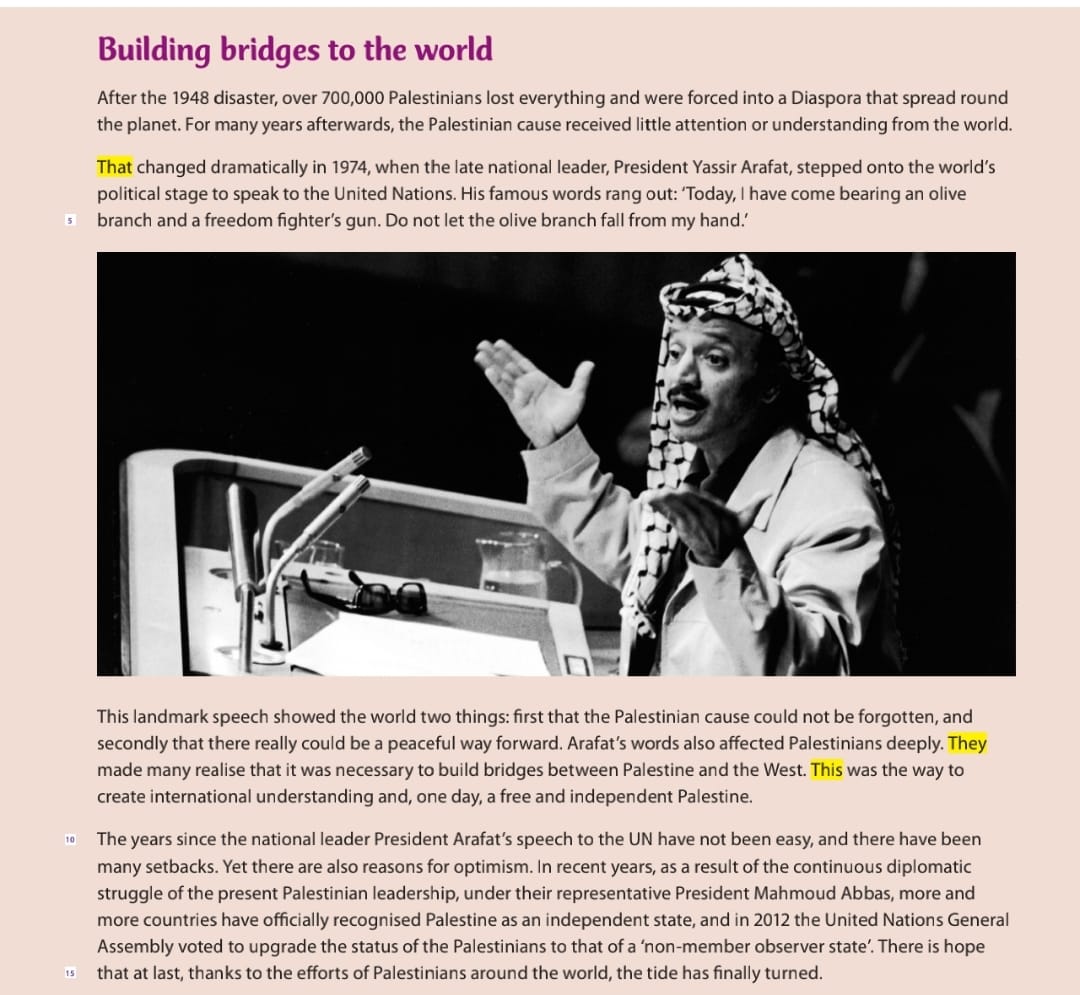 Building bridges to the world
After the 1948 disaster, over 700,000 Palestinians lost everything and were forced into a Diaspora that spread round
the planet. For many years afterwards, the Palestinian cause received little attention or understanding from the world.
That changed dramatically in 1974, when the late national leader, President Yassir Arafat, stepped onto the world's
political stage to speak to the United Nations. His famous words rang out: 'Today, I have come bearing an olive
5 branch and a freedom fighter's gun. Do not let the olive branch fall from my hand.'
This landmark speech showed the world two things: first that the Palestinian cause could not be forgotten, and
secondly that there really could be a peaceful way forward. Arafat's words also affected Palestinians deeply. They
made many realise that it was necessary to build bridges between Palestine and the West. This was the way to
create international understanding and, one day, a free and independent Palestine.
10 The years since the national leader President Arafat's speech to the UN have not been easy, and there have been
many setbacks. Yet there are also reasons for optimism. In recent years, as a result of the continuous diplomatic
struggle of the present Palestinian leadership, under their representative President Mahmoud Abbas, more and
more countries have officially recognised Palestine as an independent state, and in 2012 the United Nations General
Assembly voted to upgrade the status of the Palestinians to that of a 'non-member observer state'. There is hope
15 that at last, thanks to the efforts of Palestinians around the world, the tide has finally turned.